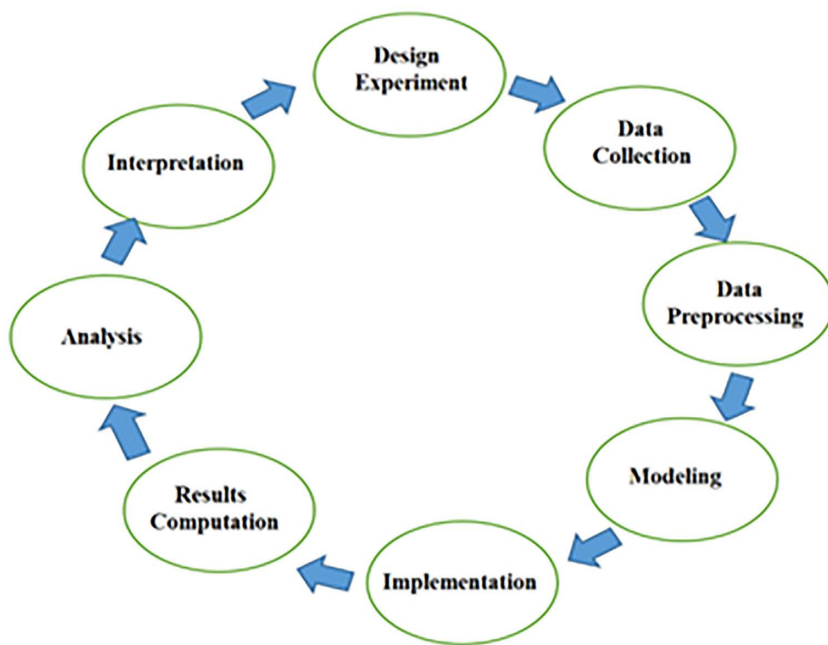 Design
Experiment
Data
Collection
Data
Preprocessing
Modeling
Implementation
Results
Computation
Analysis
Interpretation